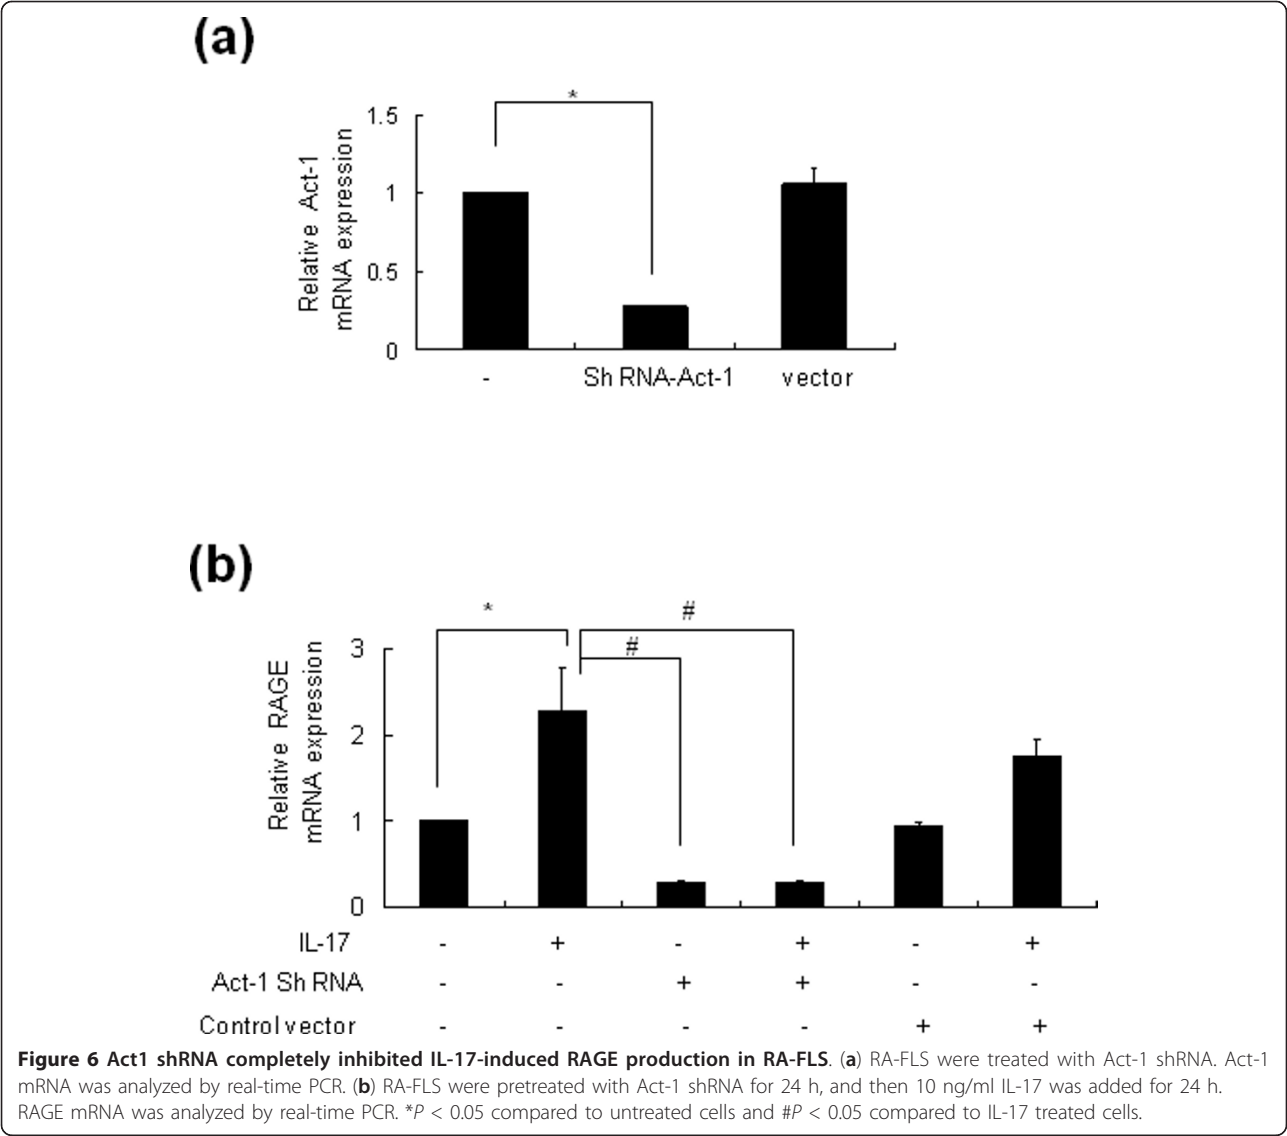 (a)
*
1.5
1
0.5
0
Relative Act-1
mRNA expression
-
Sh RNA-Act-1
vector
(b)
*
#
#
3
2
1
0
Relative RAGE
mRNA expression
IL-17 - + - + - +
Act-1 Sh RNA - - + + - -
Control vector - - - - + +
Figure 6 Act1 shRNA completely inhibited IL-17-induced RAGE production in RA-FLS. (a) RA-FLS were treated with Act-1 shRNA. Act-1
mRNA was analyzed by real-time PCR. (b) RA-FLS were pretreated with Act-1 shRNA for 24 h, and then 10 ng/ml IL-17 was added for 24 h.
RAGE mRNA was analyzed by real-time PCR. *P < 0.05 compared to untreated cells and #P < 0.05 compared to IL-17 treated cells.